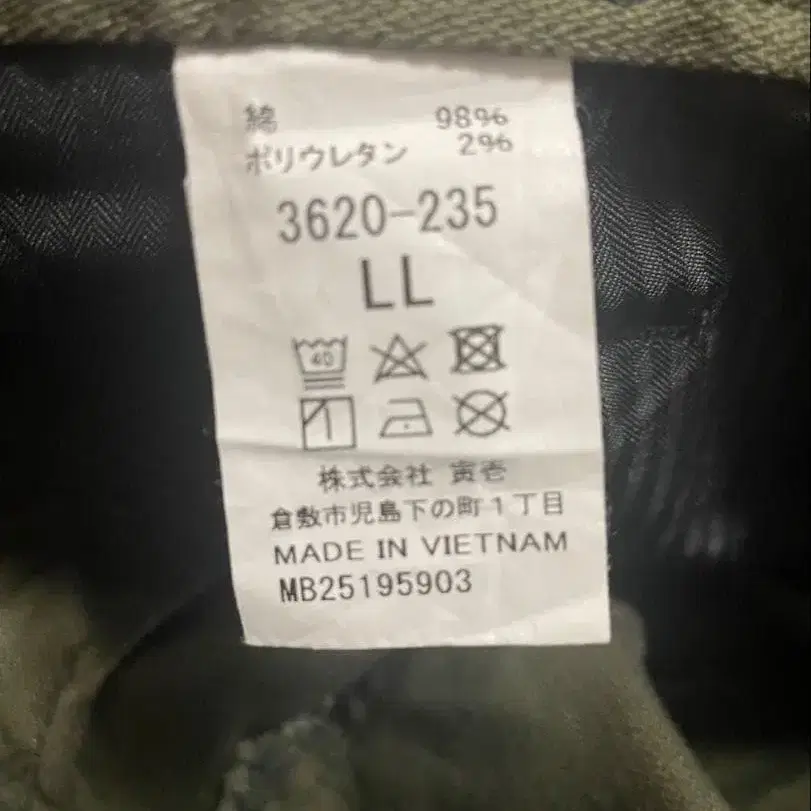 綿 98%
ポリウレタン 2%
3620-235
LL
40
株式会社 寅壱
倉敷市児島下の町1丁目
MADE IN VIETNAM
MB25195903